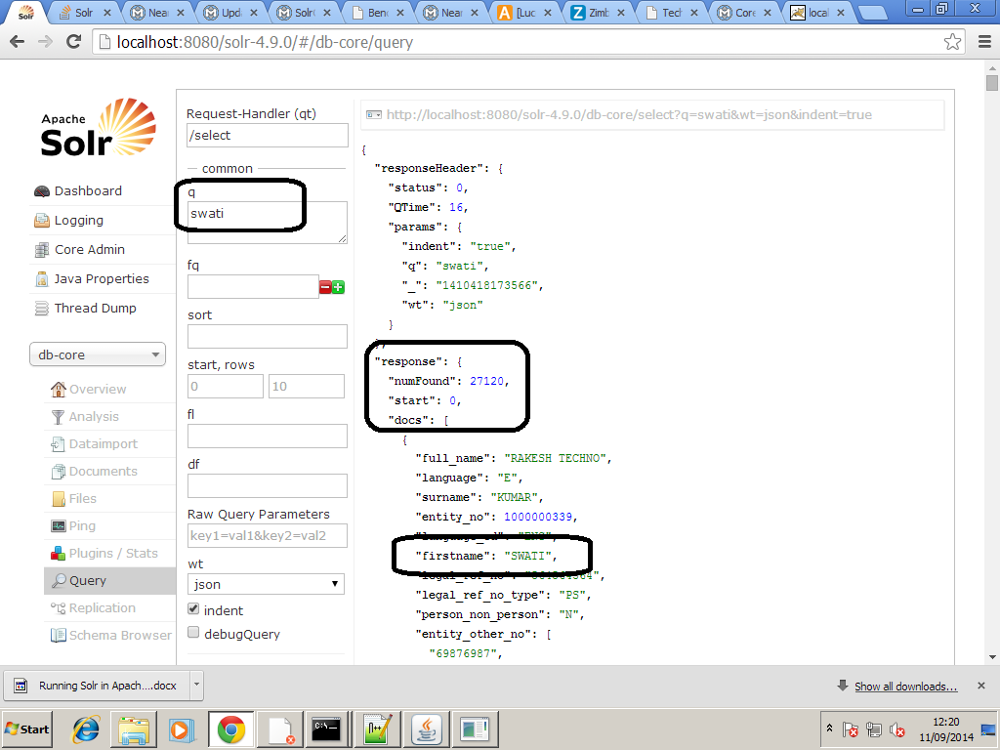 Solr
Near
Upda
SolrC
Benc
Near
[Luc
Zimb
Tech
Core
local
localhost:8080/solr-4.9.0/#/db-core/query
Apache
Solr
Dashboard
Logging
Core Admin
Java Properties
Thread Dump
db-core
Overview
Analysis
Dataimport
Documents
Files
Ping
Plugins / Stats
Query
Replication
Schema Browser
Request-Handler (qt)
/select
common
q
swati
fq
sort
start, rows
0 10
fl
df
Raw Query Parameters
key1=val1&key2=val2
wt
json
indent
debugQuery
http://localhost:8080/solr-4.9.0/db-core/select?q=swati&wt=json&indent=true
{
"responseHeader": {
"status": 0,
"QTime": 16,
"params": {
"indent": "true",
"q": "swati",
"_": "1410418173566",
"wt": "json"
}
},
"response": {
"numFound": 27120,
"start": 0,
"docs": [
{
"full_name": "RAKESH TECHNO",
"language": "E",
"surname": "KUMAR",
"entity_no": 1000000339,
"firstname": "SWATI",
"legal_ref_no_type": "PS",
"person_non_person": "N",
"entity_other_no": [
"69876987",
Running Solr in Apach....docx
Show all downloads...
Start
12:20
11/09/2014